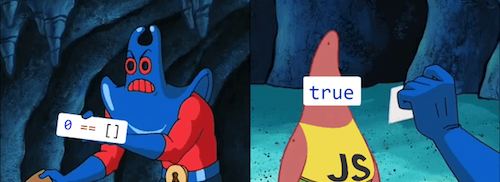 0 == []
true
JS